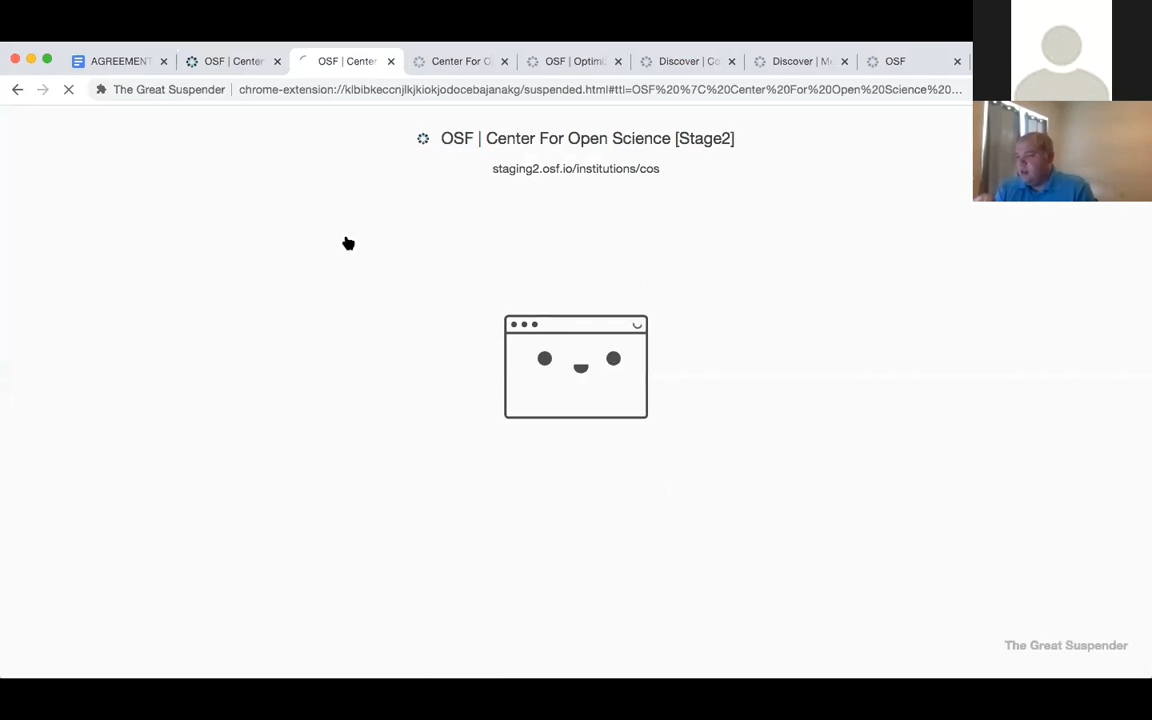 AGREEMENT
OSF | Center
OSF | Center
Center For O
OSF | Optimi
Discover | Co
Discover | M
OSF
The Great Suspender
chrome-extension://klbibkeccnjlkjkiokjodocebajanakg/suspended.html#ttl=OSF%20%7C%20Center%20For%20Open%20Science%20...
OSF | Center For Open Science [Stage2]
staging2.osf.io/institutions/cos
The Great Suspender